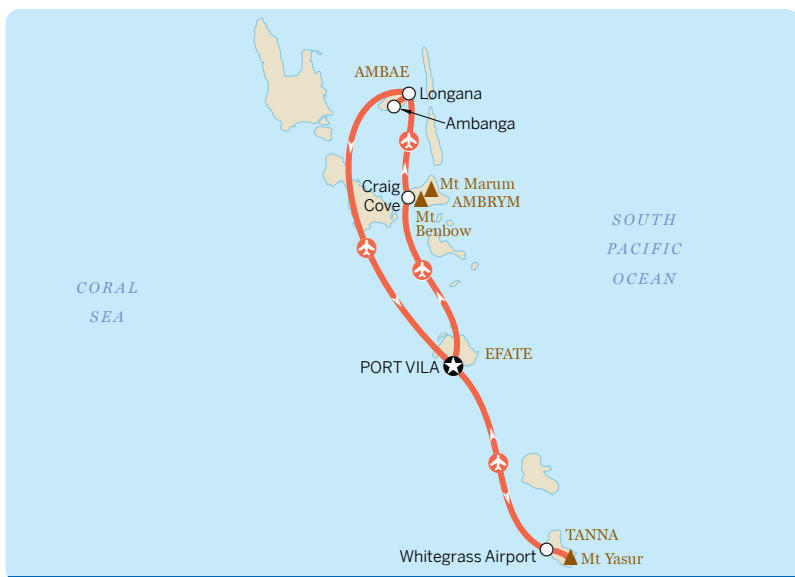 AMBAE
Longana
Ambanga
Craig
Cove
Mt Marum
AMBRYM
Mt
Benbow
SOUTH
PACIFIC
OCEAN
CORAL
SEA
EFATE
PORT VILA
TANNA
Whitegrass Airport
Mt Yasur